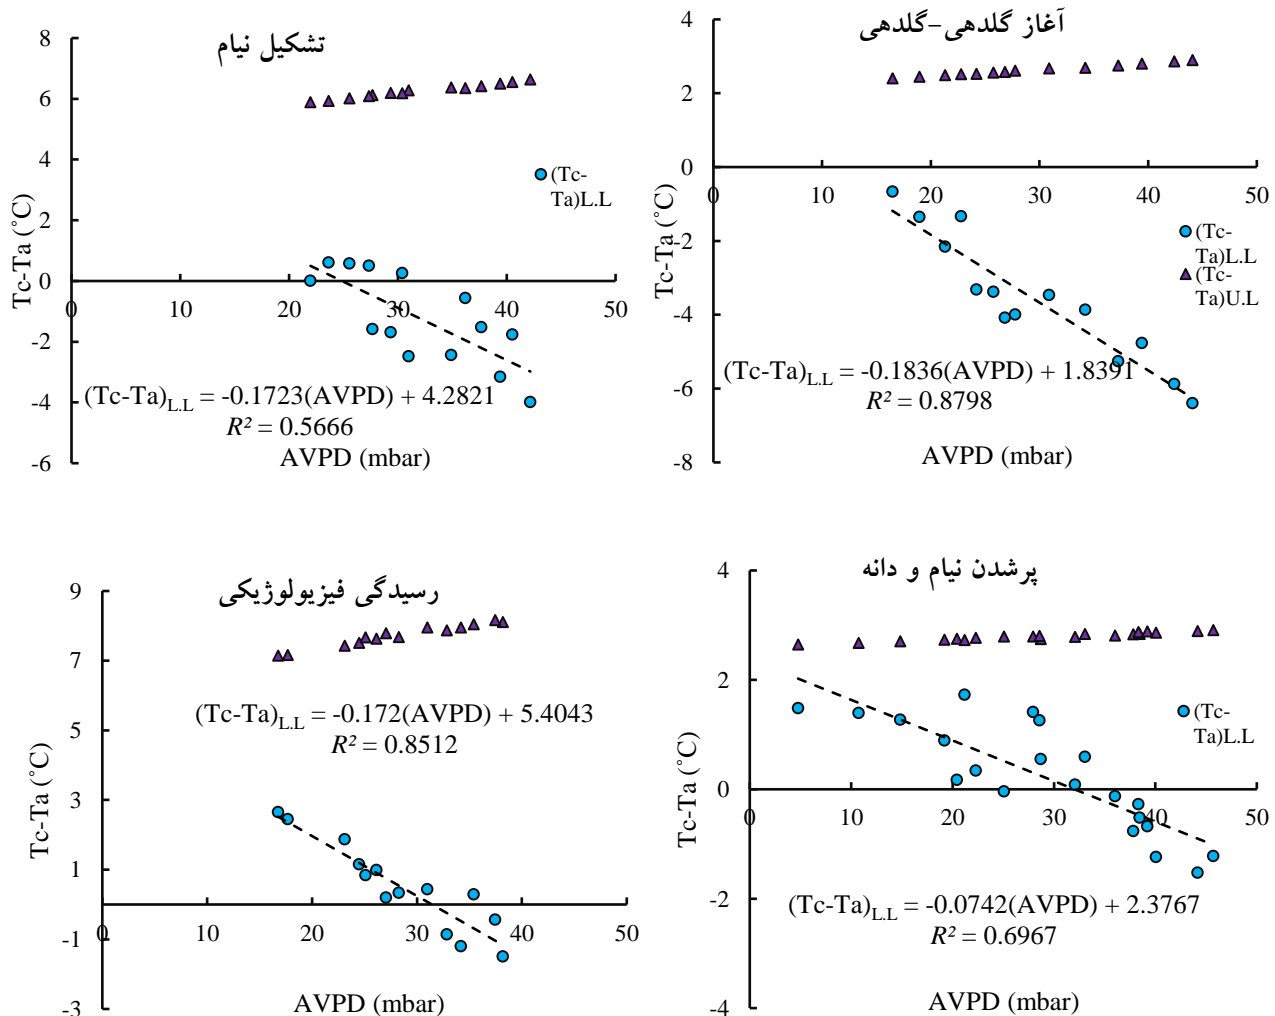 تشکیل نیام
8
6
4
2
0
-2
-4
-6
0
10
20
30
40
50
Tc-Ta (˚C)
(Tc-
Ta)L.L
(Tc-Ta)L.L = -0.1723(AVPD) + 4.2821
R² = 0.5666
AVPD (mbar)
آغاز گلدهی-گلدهی
4
2
0
-2
-4
-6
-8
0
10
20
30
40
50
Tc-Ta (˚C)
(Tc-
Ta)L.L
(Tc-
Ta)U.L
(Tc-Ta)L.L = -0.1836(AVPD) + 1.8391
R² = 0.8798
AVPD (mbar)
رسیدگی فیزیولوژیکی
9
7
5
3
1
-1
-3
0
10
20
30
40
50
Tc-Ta (˚C)
(Tc-Ta)L.L = -0.172(AVPD) + 5.4043
R² = 0.8512
AVPD (mbar)
پرشدن نیام و دانه
4
2
0
-2
-4
0
10
20
30
40
50
Tc-Ta (˚C)
(Tc-
Ta)L.L
(Tc-Ta)L.L = -0.0742(AVPD) + 2.3767
R² = 0.6967
AVPD (mbar)